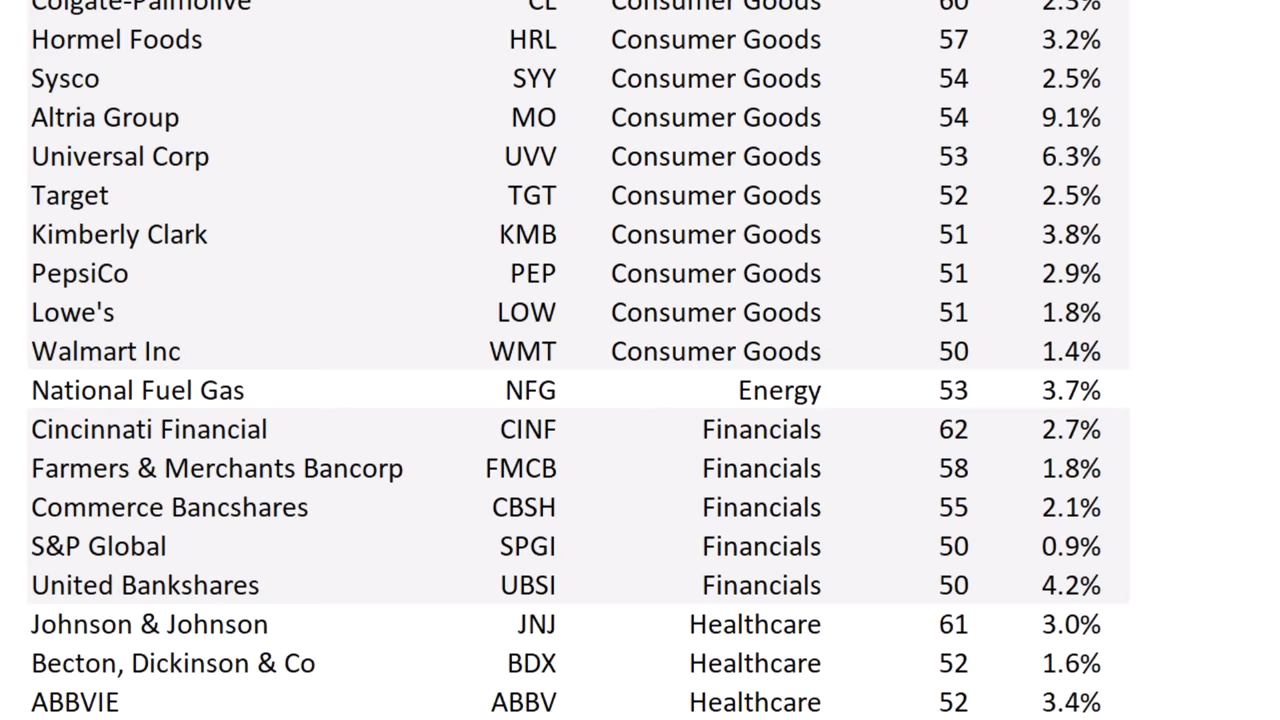 Colgate-Palmolive CL Consumer Goods 60 2.3%
Hormel Foods HRL Consumer Goods 57 3.2%
Sysco SYY Consumer Goods 54 2.5%
Altria Group MO Consumer Goods 54 9.1%
Universal Corp UVV Consumer Goods 53 6.3%
Target TGT Consumer Goods 52 2.5%
Kimberly Clark KMB Consumer Goods 51 3.8%
PepsiCo PEP Consumer Goods 51 2.9%
Lowe's LOW Consumer Goods 51 1.8%
Walmart Inc WMT Consumer Goods 50 1.4%
National Fuel Gas NFG Energy 53 3.7%
Cincinnati Financial CINF Financials 62 2.7%
Farmers & Merchants Bancorp FMCB Financials 58 1.8%
Commerce Bancshares CBSH Financials 55 2.1%
S&P Global SPGI Financials 50 0.9%
United Bankshares UBSI Financials 50 4.2%
Johnson & Johnson JNJ Healthcare 61 3.0%
Becton, Dickinson & Co BDX Healthcare 52 1.6%
ABBVIE ABBV Healthcare 52 3.4%